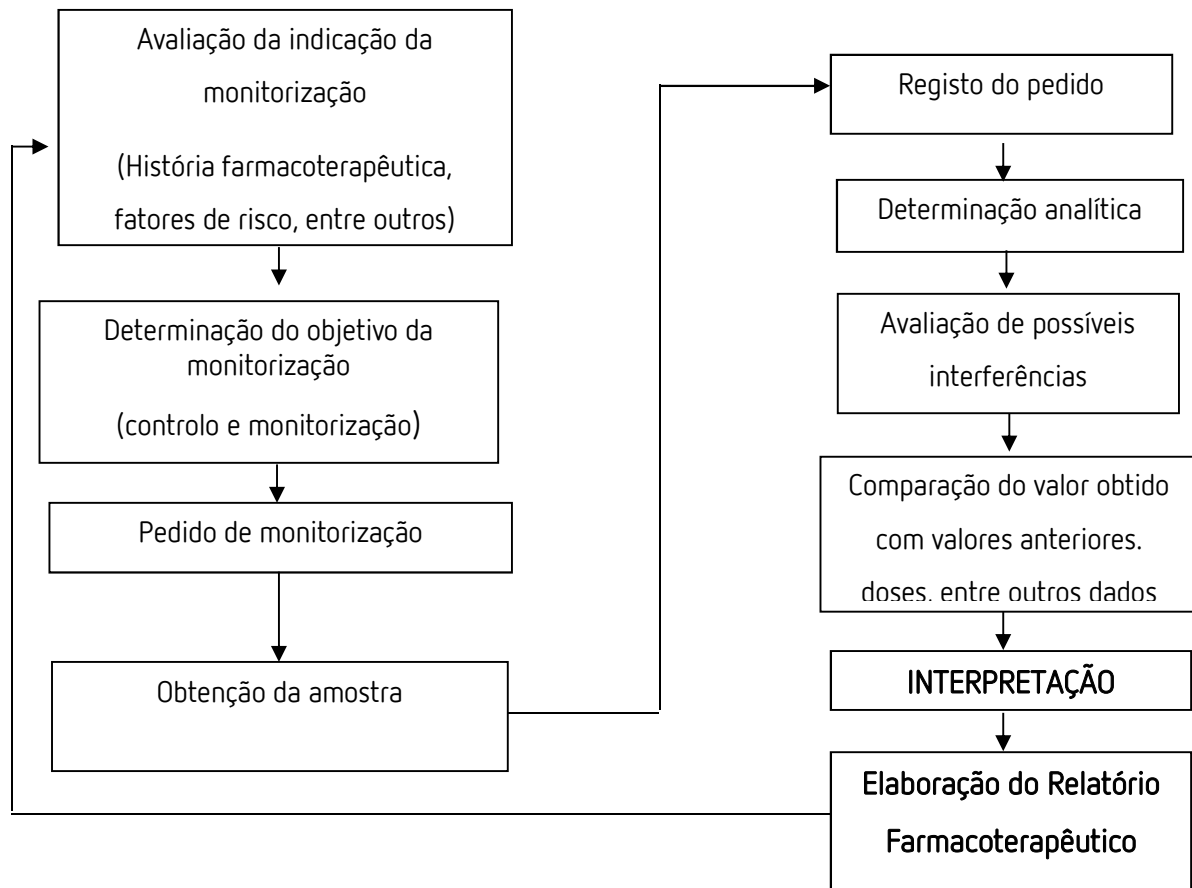 Avaliação da indicação da
monitorização
(História farmacoterapêutica,
fatores de risco, entre outros)
Determinação do objetivo da
monitorização
(controlo e monitorização)
Pedido de monitorização
Obtenção da amostra
Registo do pedido
Determinação analítica
Avaliação de possíveis
interferências
Comparação do valor obtido
com valores anteriores.
doses. entre outros dados
INTERPRETAÇÃO
Elaboração do Relatório
Farmacoterapêutico